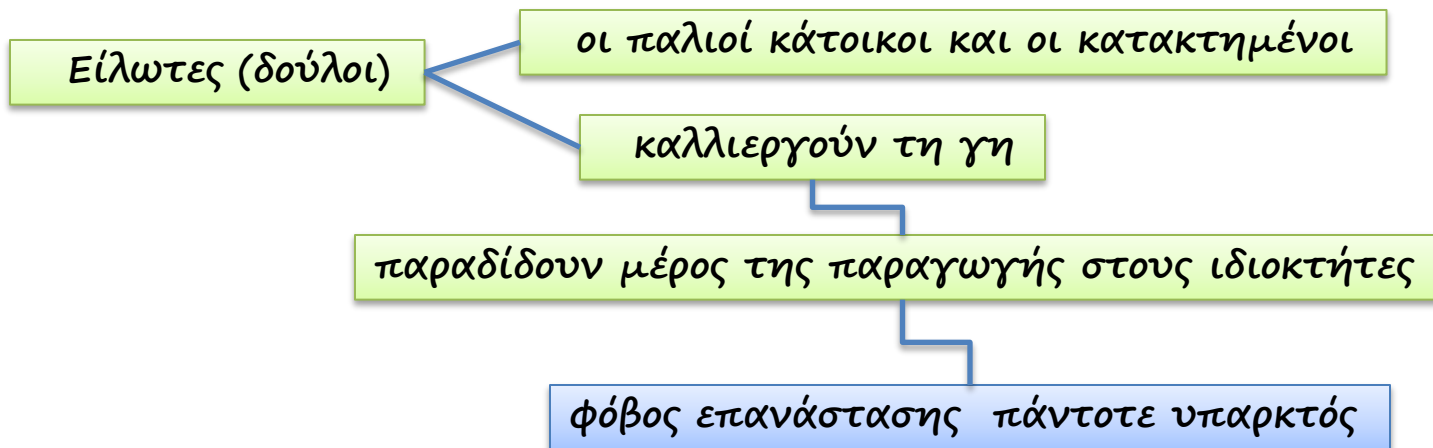 οι παλιοί κάτοικοι και οι κατακτημένοι
Είλωτες (δούλοι)
καλλιεργούν τη γη
παραδίδουν μέρος της παραγωγής στους ιδιοκτήτες
φόβος επανάστασης πάντοτε υπαρκτός